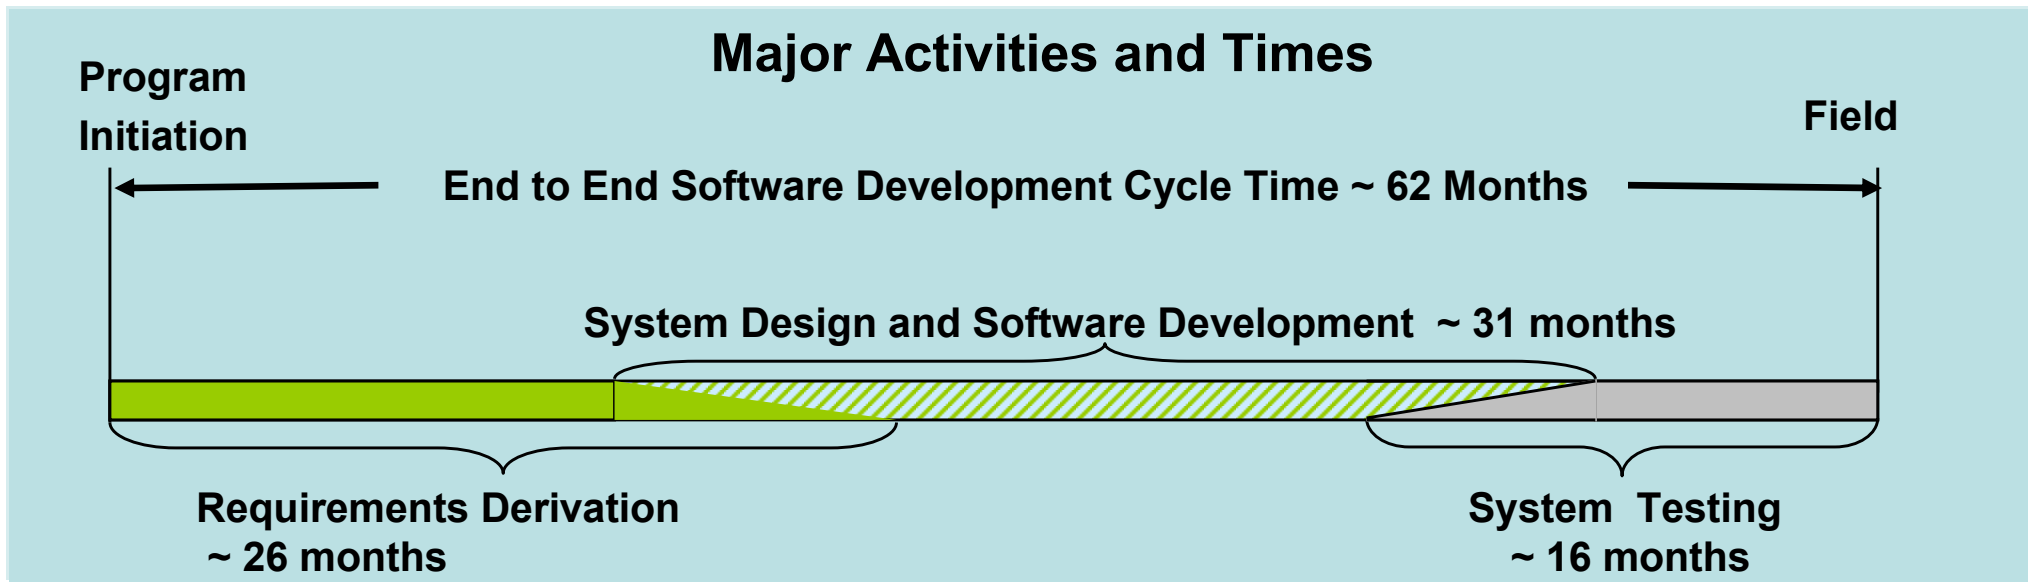 Major Activities and Times
Program
Initiation
Field
End to End Software Development Cycle Time ~ 62 Months
System Design and Software Development ~ 31 months
Requirements Derivation
~ 26 months
System Testing
~ 16 months